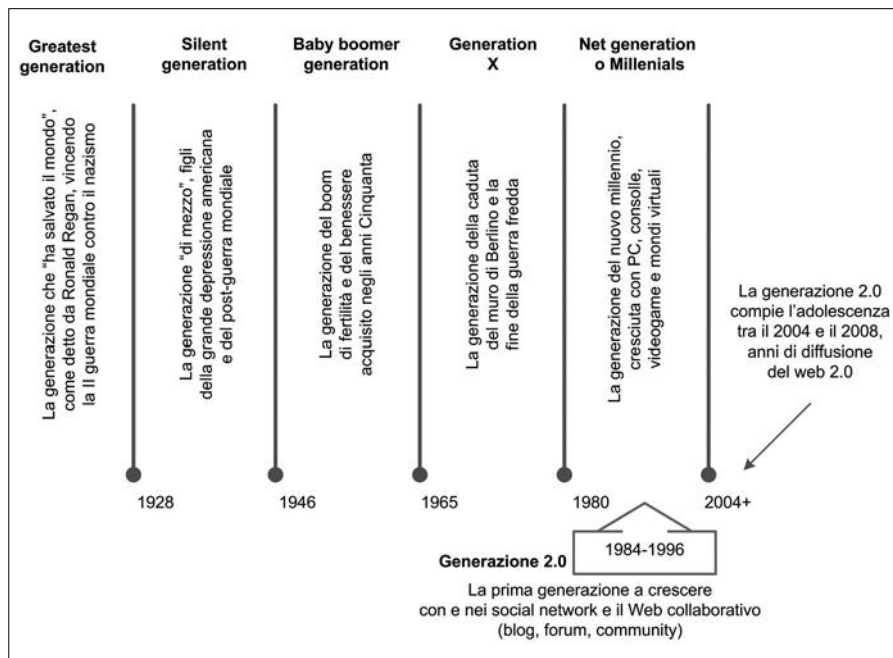 Greatest
generation
Silent
generation
Baby boomer
generation
Generation
X
Net generation
o Millenials
La generazione che "ha salvato il mondo",
come detto da Ronald Regan, vincendo
la II guerra mondiale contro il nazismo
La generazione "di mezzo", figli
della grande depressione americana
e del post-guerra mondiale
La generazione del boom
di fertilità e del benessere
acquisito negli anni Cinquanta
La generazione della caduta
del muro di Berlino e la
fine della guerra fredda
La generazione del nuovo millennio,
cresciuta con PC, consolle,
videogame e mondi virtuali
La generazione 2.0
compie l'adolescenza
tra il 2004 e il 2008,
anni di diffusione
del web 2.0
1928
1946
1965
1980
2004+
1984-1996
Generazione 2.0
La prima generazione a crescere
con e nei social network e il Web collaborativo
(blog, forum, community)